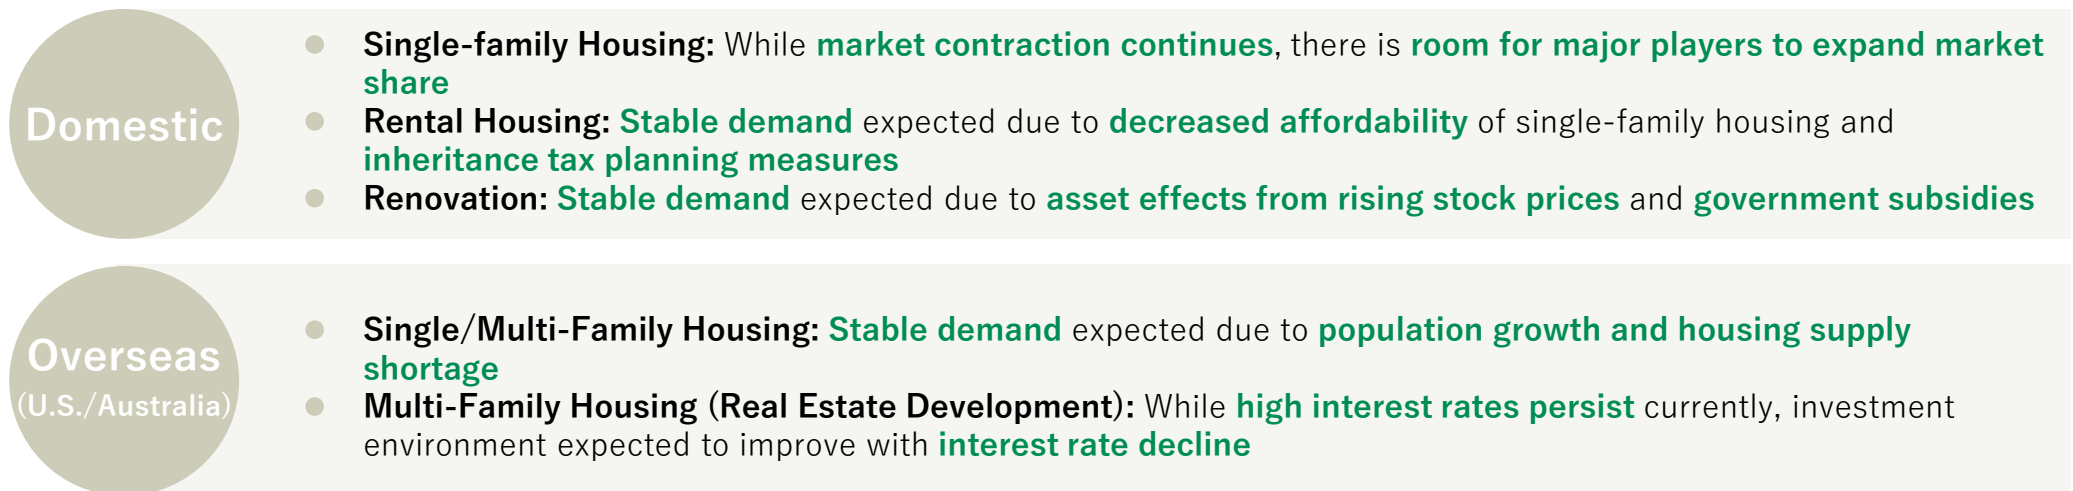 Domestic
● Single-family Housing: While market contraction continues, there is room for major players to expand market
share
● Rental Housing: Stable demand expected due to decreased affordability of single-family housing and
inheritance tax planning measures
● Renovation: Stable demand expected due to asset effects from rising stock prices and government subsidies
Overseas
(U.S./Australia)
● Single/Multi-Family Housing: Stable demand expected due to population growth and housing supply
shortage
● Multi-Family Housing (Real Estate Development): While high interest rates persist currently, investment
environment expected to improve with interest rate decline